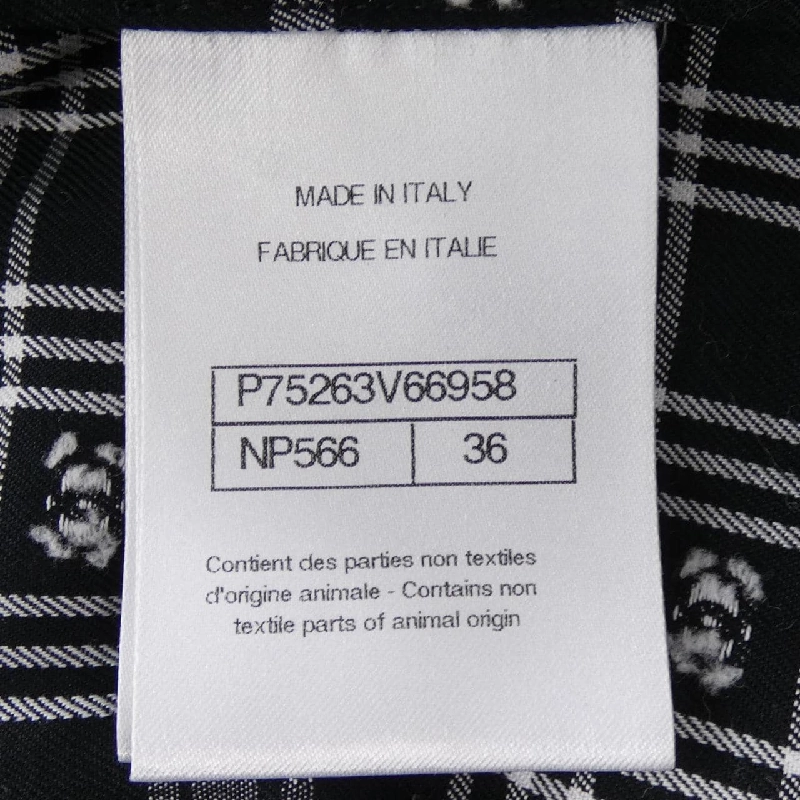 MADE IN ITALY
FABRIQUE EN ITALIE
P75263V66958
NP566 36
Contient des parties non textiles
d'origine animale - Contains non
textile parts of animal origin